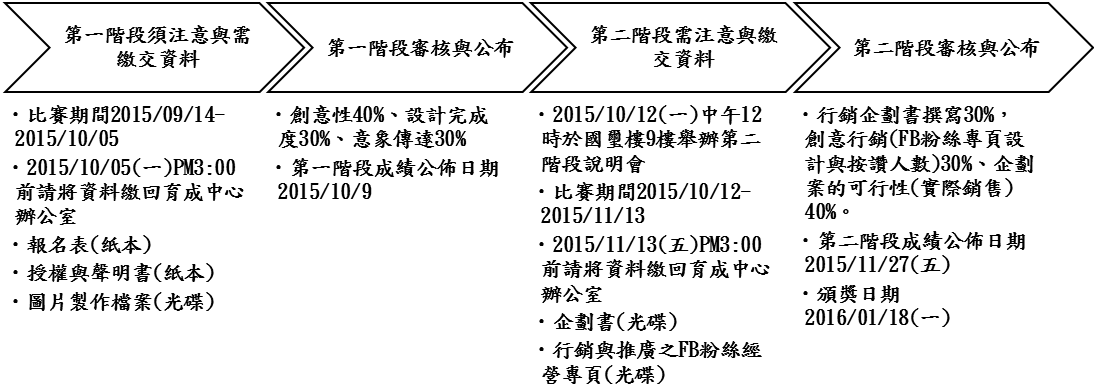 第一階段須注意與需
繳交資料
・比賽期間2015/09/14-
2015/10/05
・2015/10/05(一)PM3:00
前請將資料繳回育成中心
辦公室
・報名表(紙本)
・授權與聲明書(紙本)
・圖片製作檔案(光碟)
第一階段審核與公布
・創意性40%、設計完成
度30%、意象傳達30%
・第一階段成績公佈日期
2015/10/9
第二階段需注意與繳
交資料
・2015/10/12(一)中午12
時於國璽樓9樓舉辦第二
階段說明會
・比賽期間2015/10/12-
2015/11/13
・2015/11/13(五)PM3:00
前請將資料繳回育成中心
辦公室
・企劃書(光碟)
・行銷與推廣之FB粉絲經
營專頁(光碟)
第二階段審核與公布
・行銷企劃書撰寫30%，
創意行銷(FB粉絲專頁設
計與按讚人數)30%、企劃
案的可行性(實際銷售)
40%。
・第二階段成績公佈日期
2015/11/27(五)
・頒獎日期
2016/01/18(一)